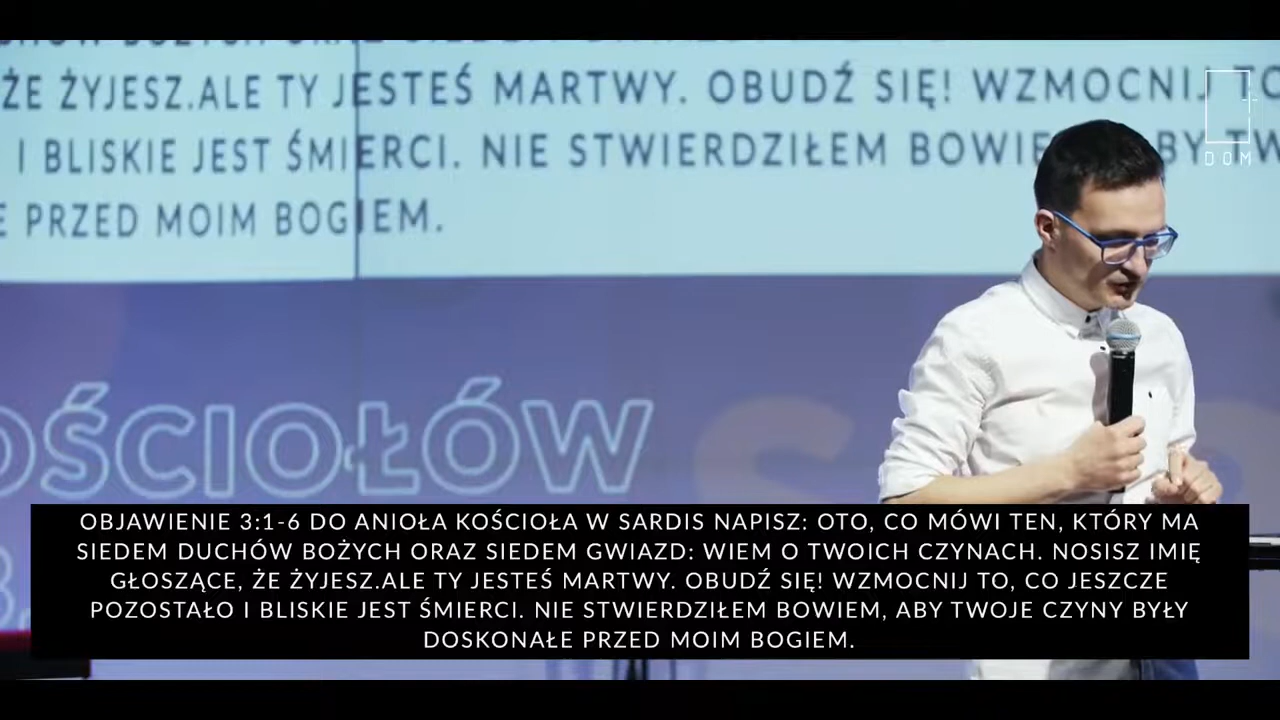 ŻE ŻYJESZ.ALE TY JESTEŚ MARTWY. OBUDŹ SIĘ! WZMOCNIJ TO
I BLISKIE JEST ŚMIERCI. NIE STWIERDZIŁEM BOWIEM, ABY TW
E PRZED MOIM BOGIEM.
DOM
OŚCIOŁÓW
OBJAWIENIE 3:1-6 DO ANIOŁA KOŚCIOŁA W SARDIS NAPISZ: OTO, CO MÓWI TEN, KTÓRY MA
SIEDEM DUCHÓW BOŻYCH ORAZ SIEDEM GWIAZD: WIEM O TWOICH CZYNACH. NOSISZ IMIĘ
GŁOSZĄCE, ŻE ŻYJESZ.ALE TY JESTEŚ MARTWY. OBUDŹ SIĘ! WZMOCNIJ TO, CO JESZCZE
POZOSTAŁO I BLISKIE JEST ŚMIERCI. NIE STWIERDZIŁEM BOWIEM, ABY TWOJE CZYNY BYŁY
DOSKONAŁE PRZED MOIM BOGIEM.